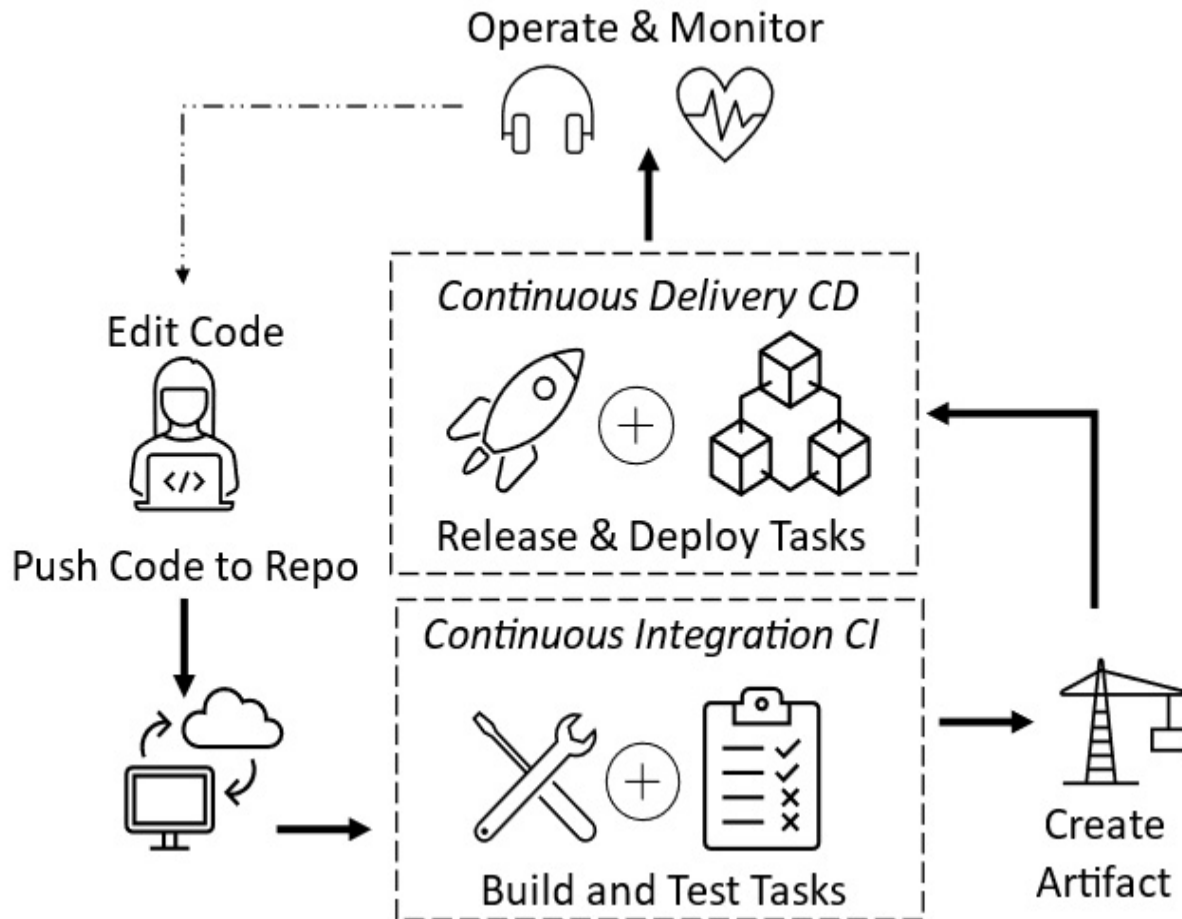 Operate & Monitor
Continuous Delivery CD
Edit Code
</>
Release & Deploy Tasks
Push Code to Repo
Continuous Integration CI
Build and Test Tasks
Create
Artifact